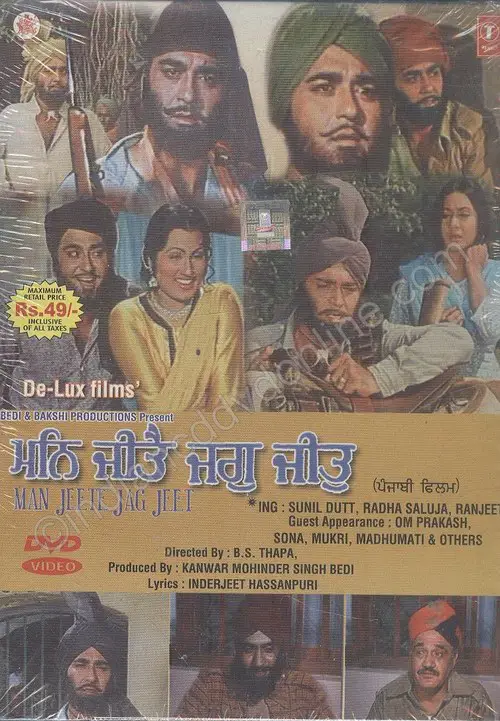 T
MAXIMUM
RETAIL PRICE
Rs.49/-
INCLUSIVE
OF ALL TAXES
De-Lux films'
BEDI & BAKSHI PRODUCTIONS Present
ਮਨਿ ਜੀਤੈ ਜਗੁ ਜੀਤੁ
(ਪੰਜਾਬੀ ਫਿਲਮ)
MAN JEETE JAG JEET
*ING : SUNIL DUTT, RADHA SALUJA, RANJEET
Guest Appearance : OM PRAKASH,
SONA, MUKRI, MADHUMATI & OTHERS
DVD
VIDEO
Directed By : B.S. THAPA,
Produced By : KANWAR MOHINDER SINGH BEDI
Lyrics : INDERJEET HASSANPURI